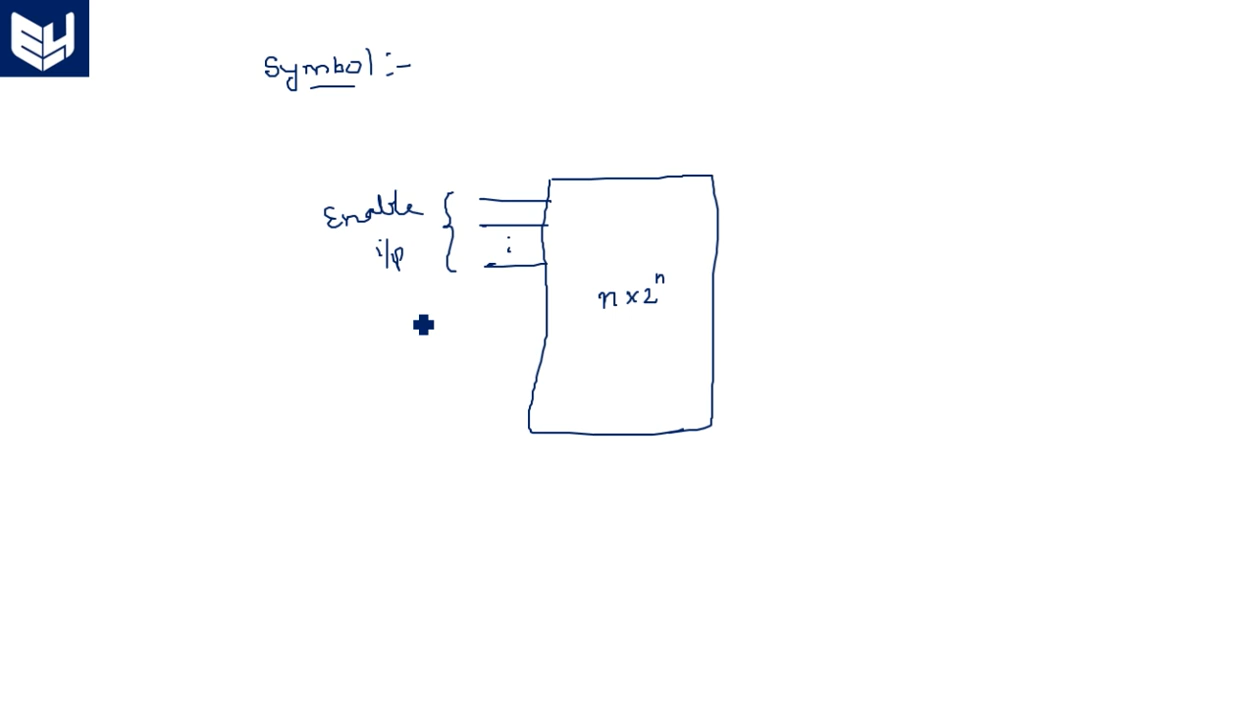 Symbol :-
Enable
i/p
n x 2^n